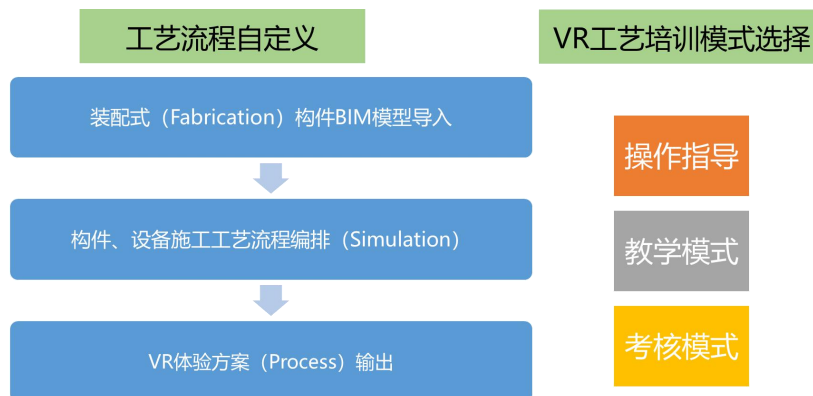 工艺流程自定义
装配式（Fabrication）构件BIM模型导入
构件、设备施工工艺流程编排（Simulation）
VR体验方案（Process）输出
VR工艺培训模式选择
操作指导
教学模式
考核模式